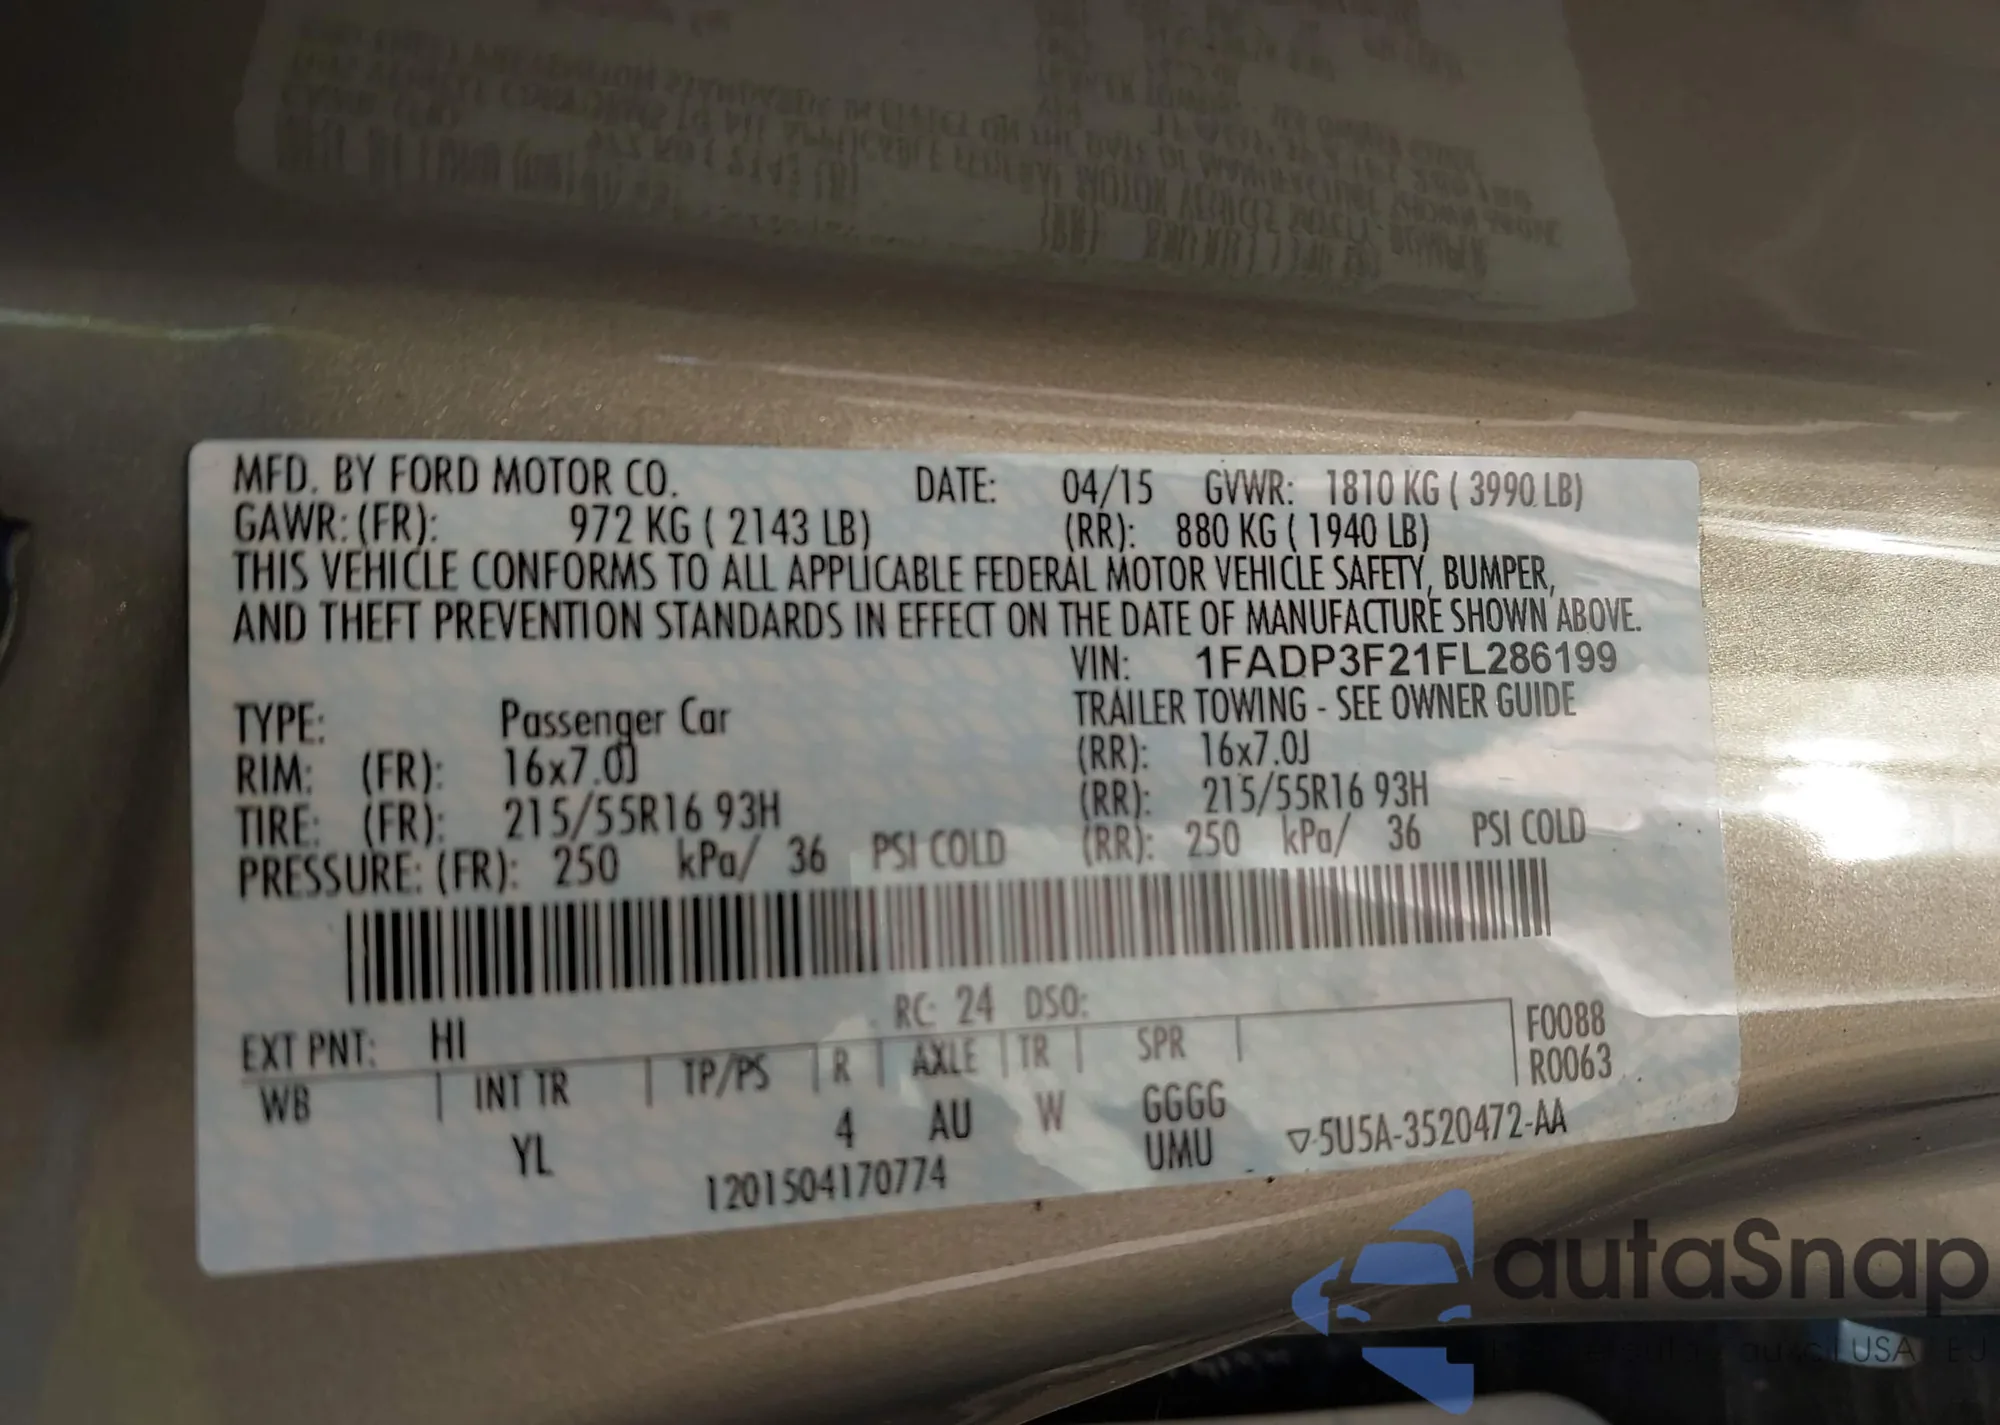 MFD. BY FORD MOTOR CO. DATE: 04/15 GVWR: 1810 KG ( 3990 LB)
GAWR: (FR): 972 KG ( 2143 LB) (RR): 880 KG ( 1940 LB)
THIS VEHICLE CONFORMS TO ALL APPLICABLE FEDERAL MOTOR VEHICLE SAFETY, BUMPER,
AND THEFT PREVENTION STANDARDS IN EFFECT ON THE DATE OF MANUFACTURE SHOWN ABOVE.
VIN: 1FADP3F21FL286199
TYPE: Passenger Car TRAILER TOWING - SEE OWNER GUIDE
RIM: (FR): 16x7.0J (RR): 16x7.0J
TIRE: (FR): 215/55R16 93H (RR): 215/55R16 93H
PRESSURE: (FR): 250 kPa/ 36 PSI COLD (RR): 250 kPa/ 36 PSI COLD
RC: 24 DSO:
EXT PNT: HI F0088
WB | INT TR | TP/PS | R | AXLE | TR | SPR | R0063
YL 4 AU W GGGG
UMU ▽-5U5A-3520472-AA
1201504170774
autaSnap
USA